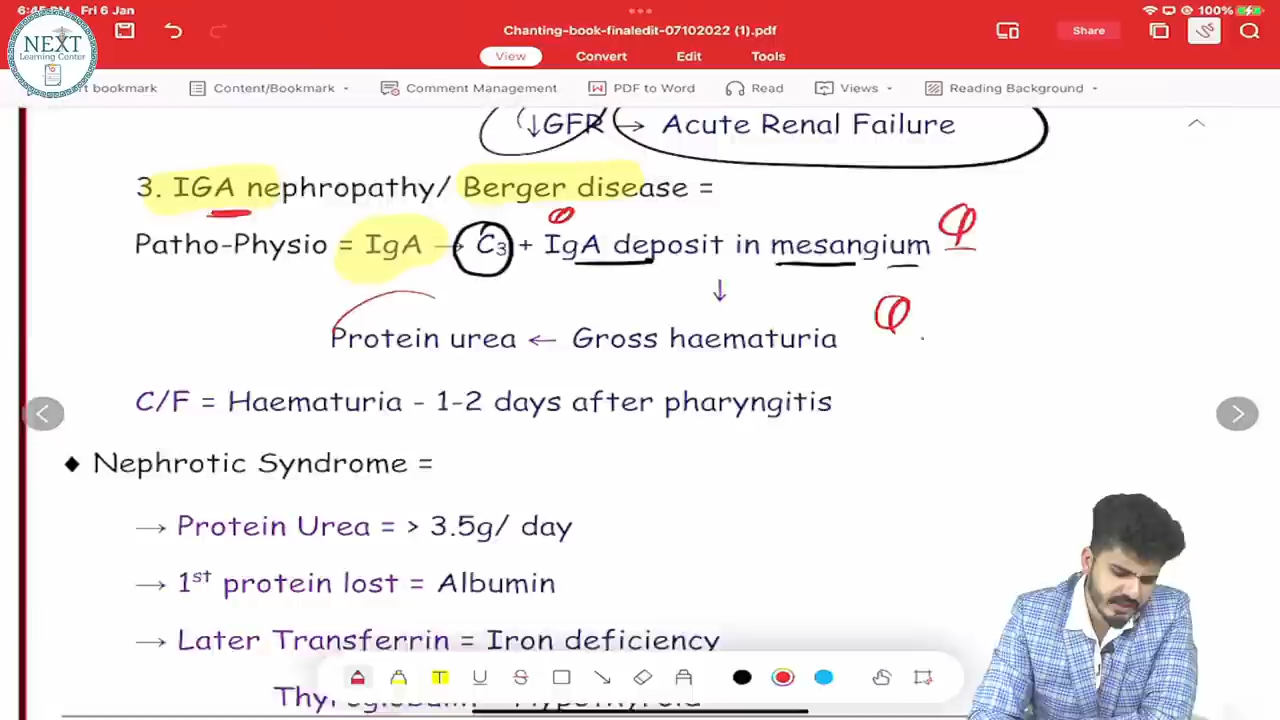 6:45 PM Fri 6 Jan
100%
NEXT
Learning Center
Chanting-book-finaledit-07102022 (1).pdf
Share
View Convert Edit Tools
rt bookmark Content/Bookmark Comment Management PDF to Word Read Views Reading Background
(↓GFR → Acute Renal Failure
3. IGA nephropathy/ Berger disease =
Patho-Physio = IgA → C3 + IgA deposit in mesangium
↓
Protein urea ← Gross haematuria
C/F = Haematuria - 1-2 days after pharyngitis
◆ Nephrotic Syndrome =
→ Protein Urea = > 3.5g/ day
→ 1st protein lost = Albumin
→ Later Transferrin = Iron deficiency